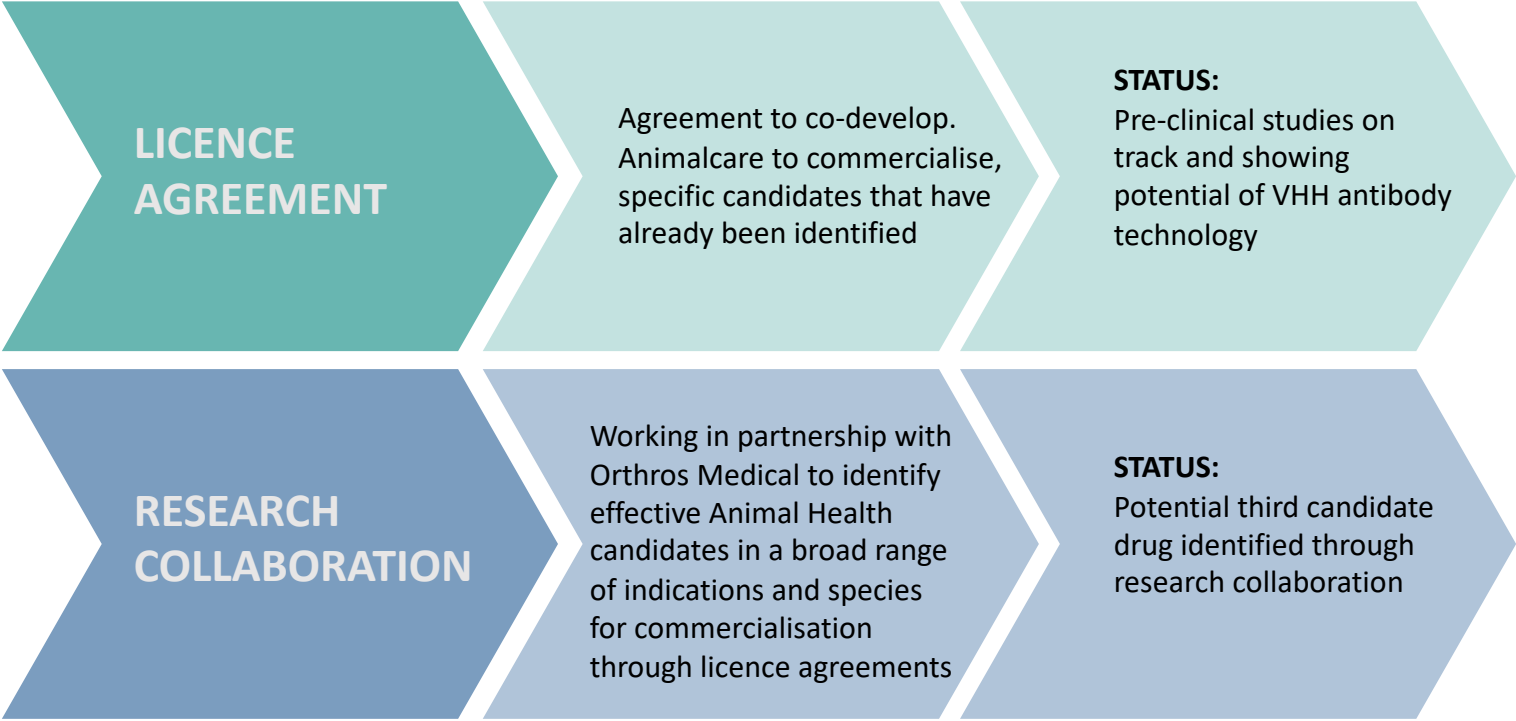 LICENCE
AGREEMENT
Agreement to co-develop.
Animalcare to commercialise,
specific candidates that have
already been identified
STATUS:
Pre-clinical studies on
track and showing
potential of VHH antibody
technology
RESEARCH
COLLABORATION
Working in partnership with
Orthros Medical to identify
effective Animal Health
candidates in a broad range
of indications and species
for commercialisation
through licence agreements
STATUS:
Potential third candidate
drug identified through
research collaboration